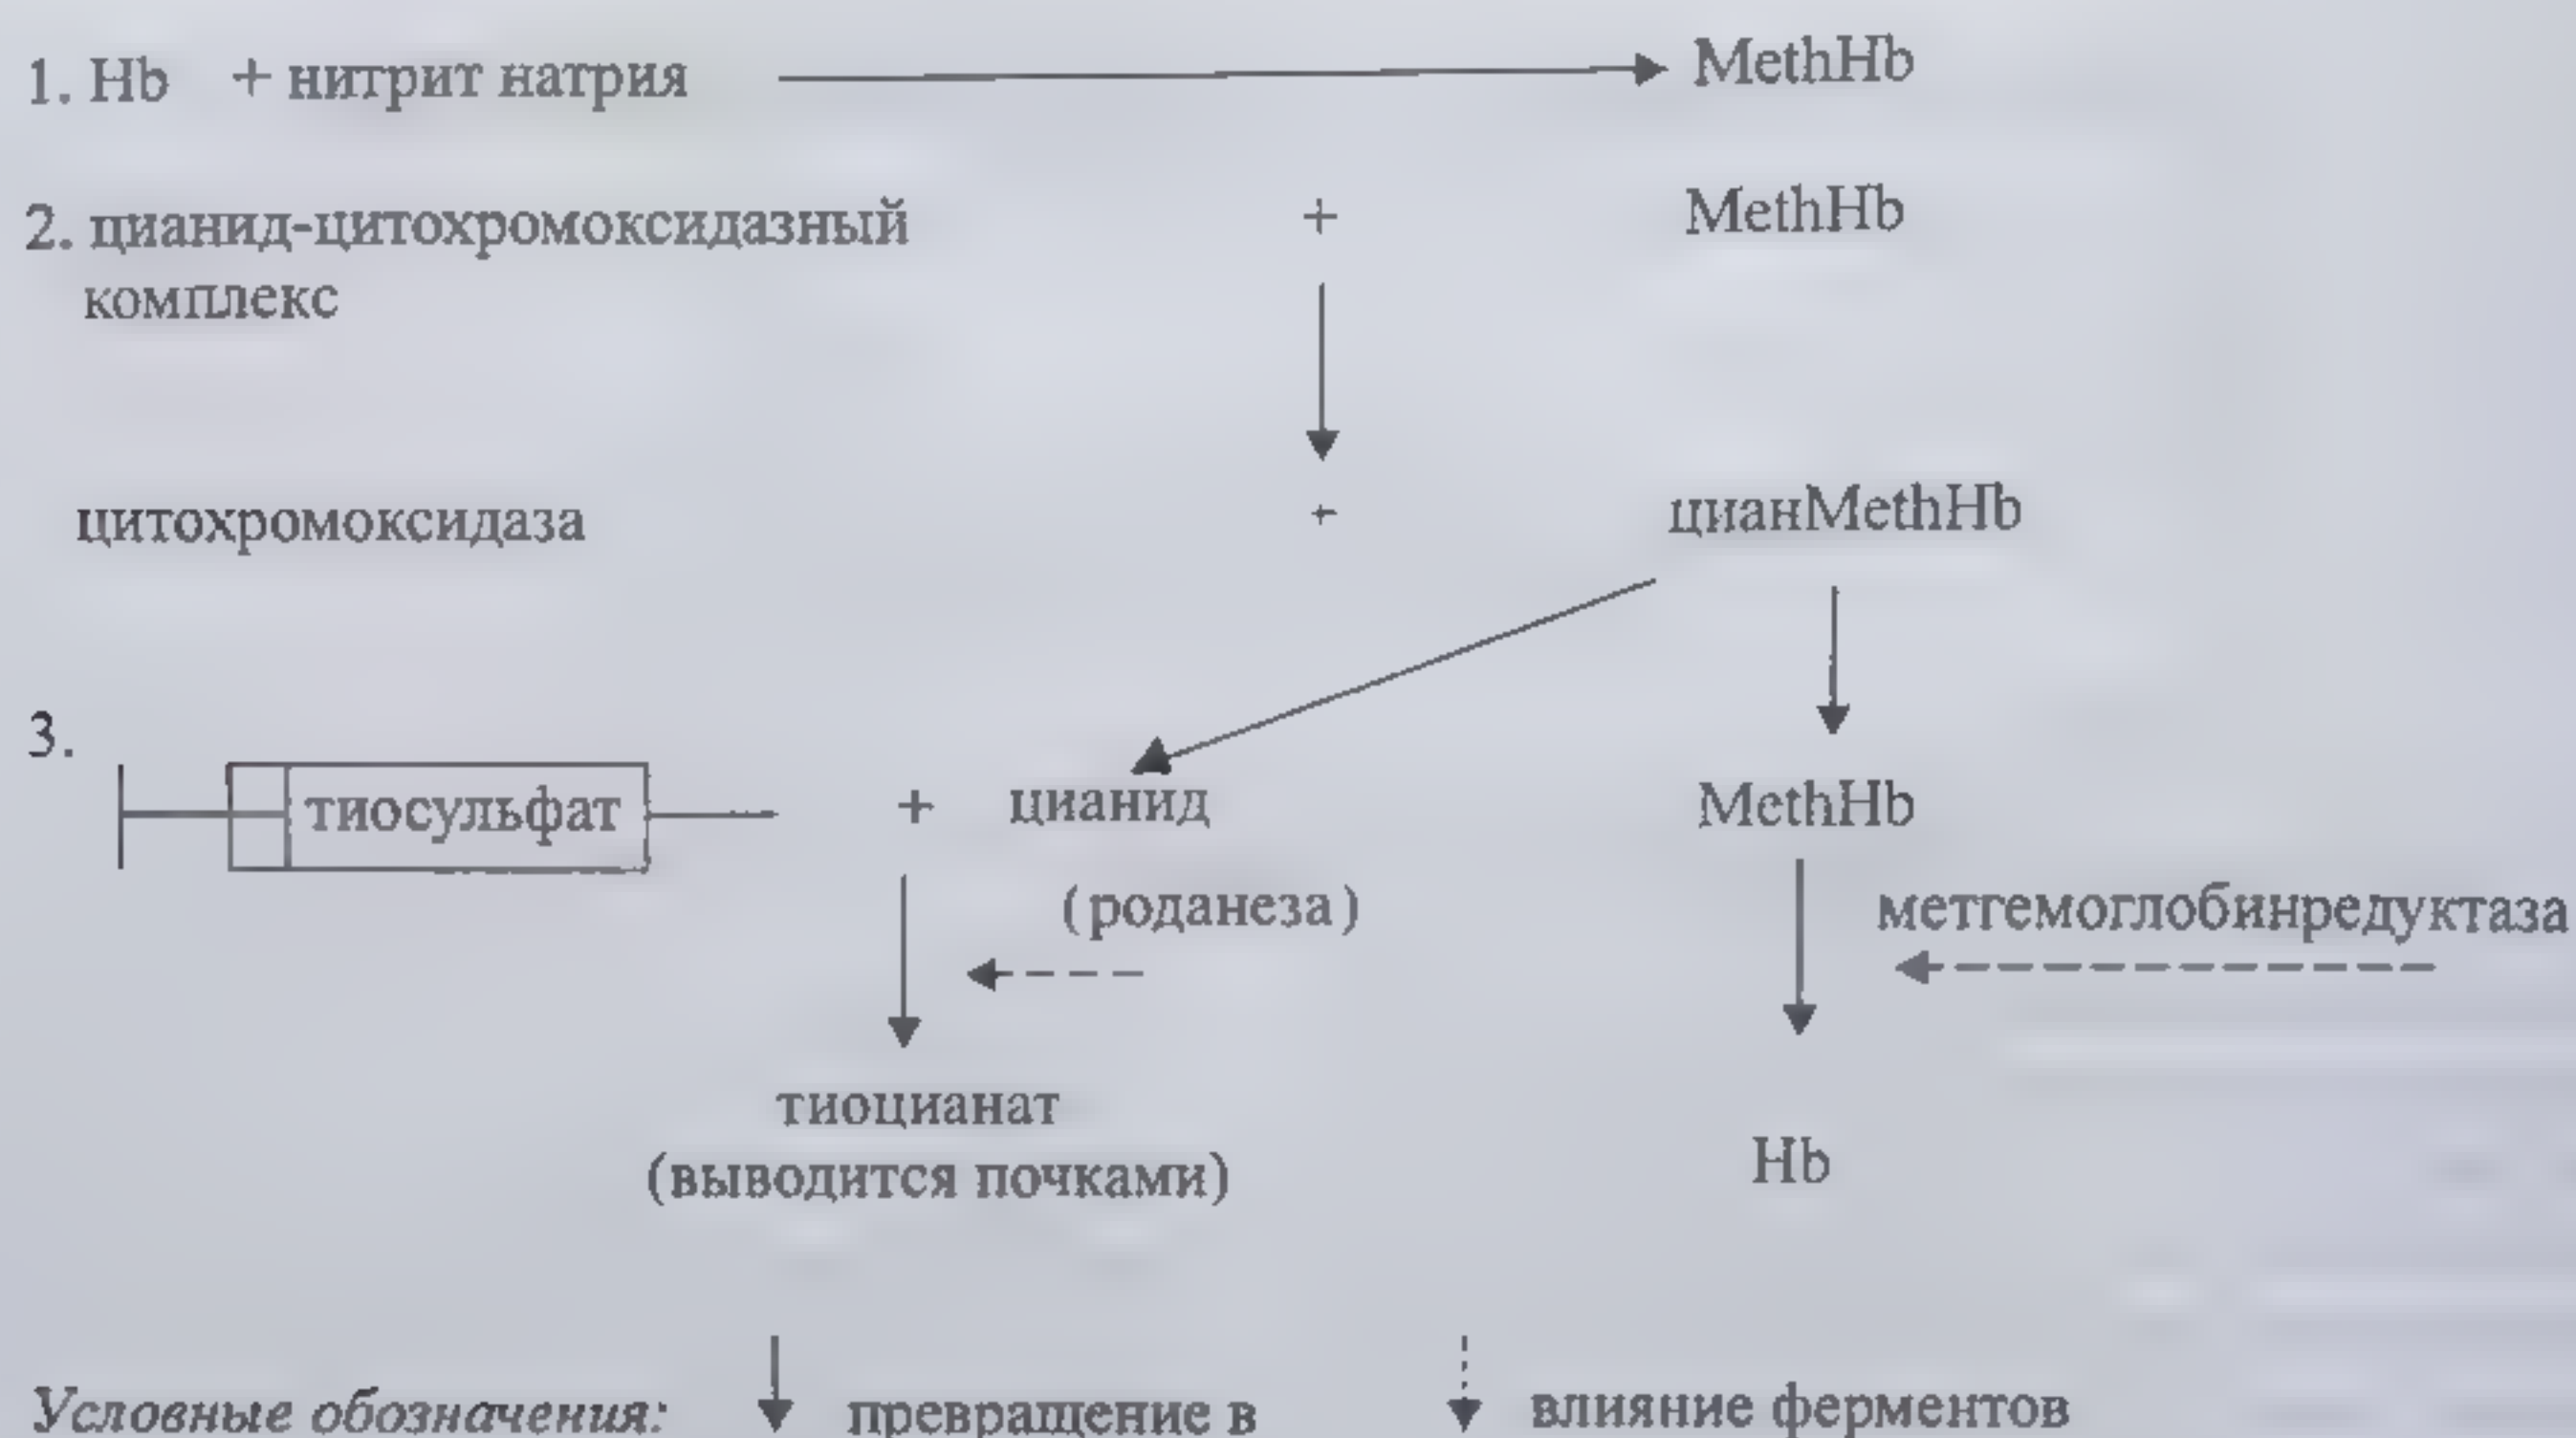 1. Hb + нитрит натрия MethHb
2. цианид-цитохромоксидазный + MethHb
комплекс
цитохромоксидаза + цианMethHb
3.
тиосульфат + цианид MethHb
(роданеза) метгемоглобинредуктаза
тиоцианат
(выводится почками) Hb
Условные обозначения: превращение в влияние ферментов